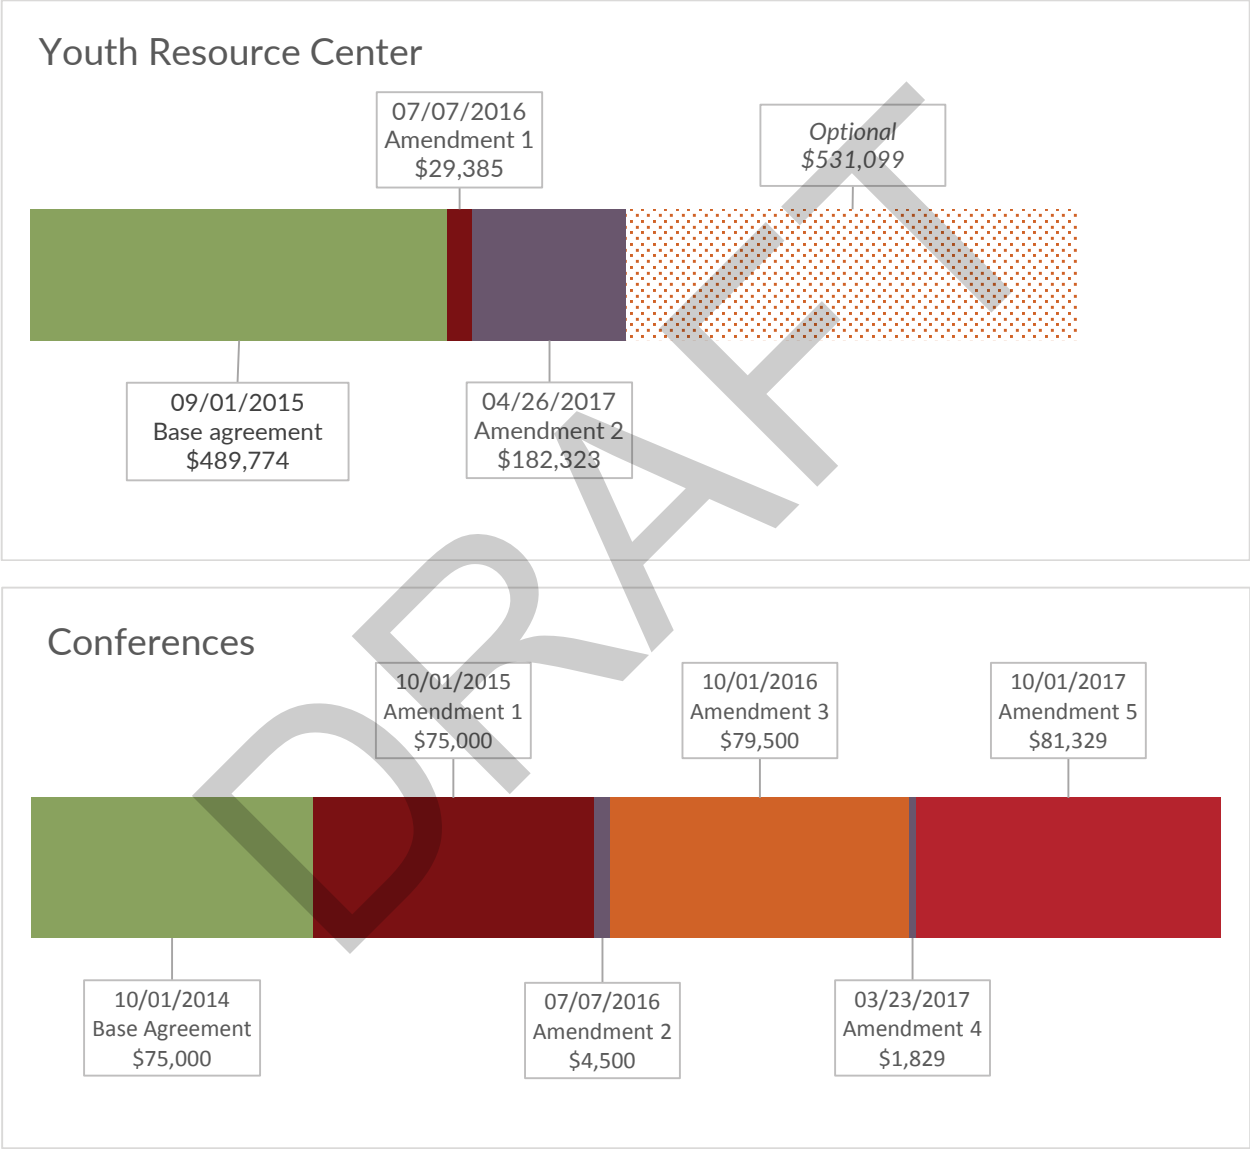 Youth Resource Center
07/07/2016
Amendment 1
$29,385
Optional
$531,099
09/01/2015
Base agreement
$489,774
04/26/2017
Amendment 2
$182,323
DRAFT
Conferences
10/01/2015
Amendment 1
$75,000
10/01/2016
Amendment 3
$79,500
10/01/2017
Amendment 5
$81,329
10/01/2014
Base Agreement
$75,000
07/07/2016
Amendment 2
$4,500
03/23/2017
Amendment 4
$1,829